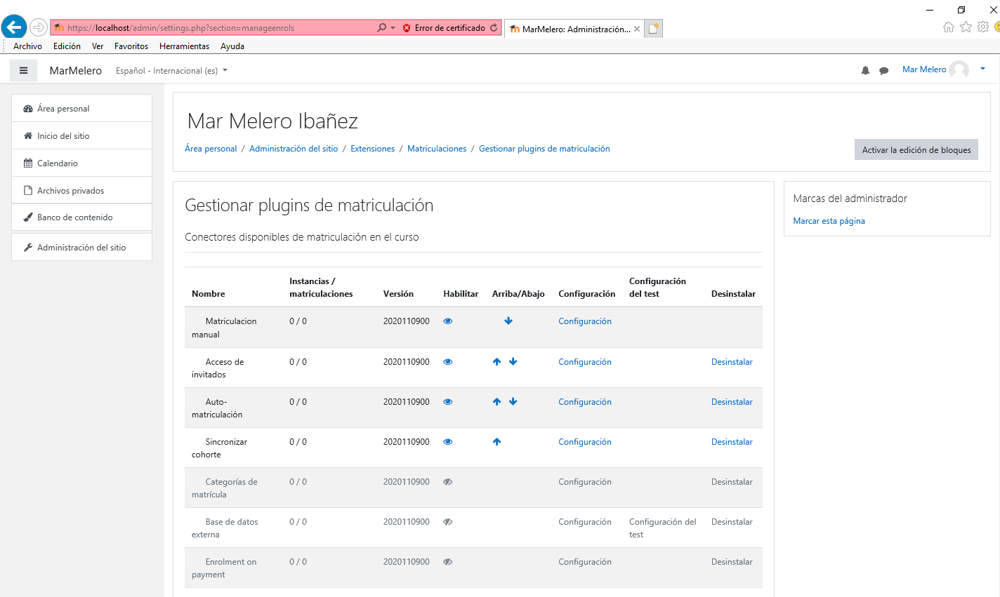 https://localhost/admin/settings.php?section=manageenrols
Error de certificado
MarMelero: Administración...
Archivo Edición Ver Favoritos Herramientas Ayuda
MarMelero Español - Internacional (es)
Mar Melero
Área personal
Inicio del sitio
Calendario
Archivos privados
Banco de contenido
Administración del sitio
Mar Melero Ibañez
Área personal / Administración del sitio / Extensiones / Matriculaciones / Gestionar plugins de matriculación
Activar la edición de bloques
Gestionar plugins de matriculación
Conectores disponibles de matriculación en el curso
Nombre Instancias / matriculaciones Versión Habilitar Arriba/Abajo Configuración Configuración del test Desinstalar
Matriculacion manual 0 / 0 2020110900 Configuración
Acceso de invitados 0 / 0 2020110900 Configuración Desinstalar
Auto-matriculación 0 / 0 2020110900 Configuración Desinstalar
Sincronizar cohorte 0 / 0 2020110900 Configuración Desinstalar
Categorías de matrícula 0 / 0 2020110900 Configuración Desinstalar
Base de datos externa 0 / 0 2020110900 Configuración Configuración del test Desinstalar
Enrolment on payment 0 / 0 2020110900 Configuración Desinstalar
Marcas del administrador
Marcar esta página